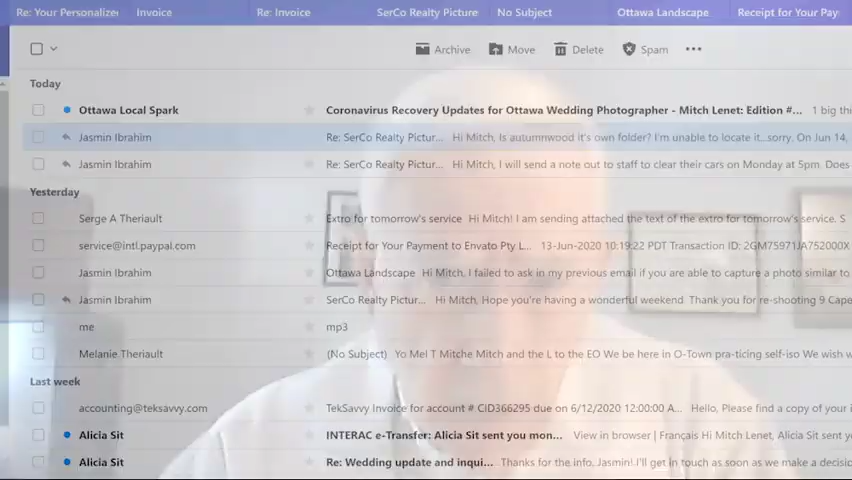 Re: Your Personalized Invoice Re: Invoice SerCo Realty Picture No Subject Ottawa Landscape Receipt for Your Pay
Archive Move Delete Spam •••
Today
Ottawa Local Spark Coronavirus Recovery Updates for Ottawa Wedding Photographer - Mitch Lenet: Edition #... 1 big thi
Jasmin Ibrahim Re: SerCo Realty Pictur... Hi Mitch, Is autumnwood it's own folder? I'm unable to locate it...sorry. On Jun 14,
Jasmin Ibrahim Re: SerCo Realty Pictur... Hi Mitch, I will send a note out to staff to clear their cars on Monday at 5pm. Does
Yesterday
Serge A Theriault Extro for tomorrow's service Hi Mitch! I am sending attached the text of the extro for tomorrow's service. S
service@intl.paypal.com Receipt for Your Payment to Envato Pty L... 13-Jun-2020 10:19:22 PDT Transaction ID: 2GM75971JA752000X
Jasmin Ibrahim Ottawa Landscape Hi Mitch, I failed to ask in my previous email if you are able to capture a photo similar to
Jasmin Ibrahim SerCo Realty Pictur... Hi Mitch, Hope you're having a wonderful weekend. Thank you for re-shooting 9 Cape
me mp3
Melanie Theriault (No Subject) Yo Mel T Mitche Mitch and the L to the EO We be here in O-Town pra-ticing self-iso We wish w
Last week
accounting@teksavvy.com TekSavvy Invoice for account # CID366295 due on 6/12/2020 12:00:00 A... Hello, Please find a copy of your i
Alicia Sit INTERAC e-Transfer: Alicia Sit sent you mon... View in browser | Français Hi Mitch Lenet, Alicia Sit sent y
Alicia Sit Re: Wedding update and inqui... Thanks for the info, Jasmin!.I'll get in touch as soon as we make a decisio